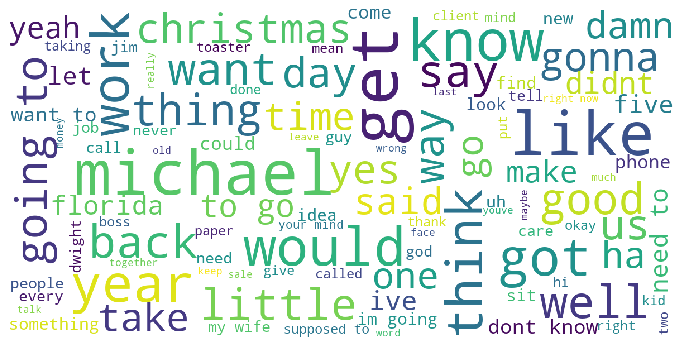 yeah
taking
christmas
get
know
come
client
mind
new
damn
jim
toaster
mean
no
let
going to
work
want
day
say
gonna
really
done
find
didnt
look
tell
right now
last
want to
thing
time
five
job
never
could
guy
way
go
like
put
call
leave
make
phone
money
old
michael
yes
wrong
much
florida
to go
said
good
us
idea
uh
youve
maybe
boss
your mind
thank
face
think
care
okay
need to
dwight
paper
back
would
god
got
ha
people
together
need
one
hi
every
year
keep
sale
give
called
sit
kid
take
little
ive
well
two
talk
im going
something
my wife
supposed to
word
dont know
right